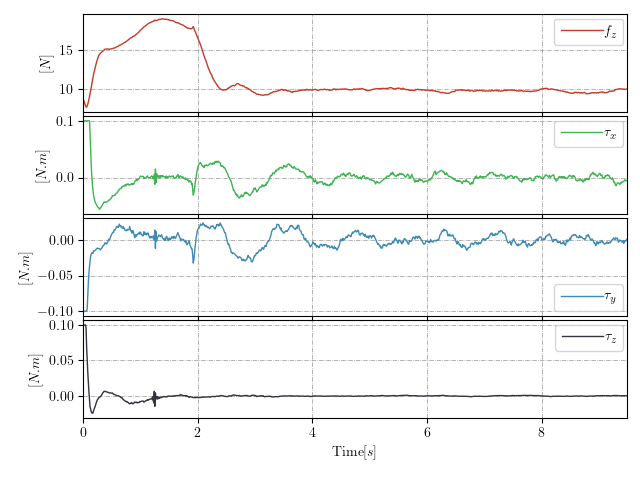 [N]
15
10
f_z
[N.m]
0.1
0.0
τ_x
[N.m]
0.00
−0.05
−0.10
τ_y
[N.m]
0.10
0.05
0.00
τ_z
0 2 4 6 8
Time[s]